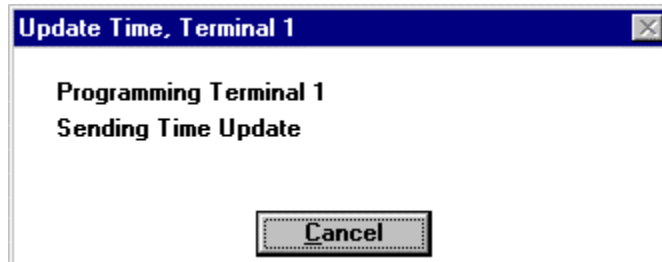 Update Time, Terminal 1
Programming Terminal 1
Sending Time Update
Cancel